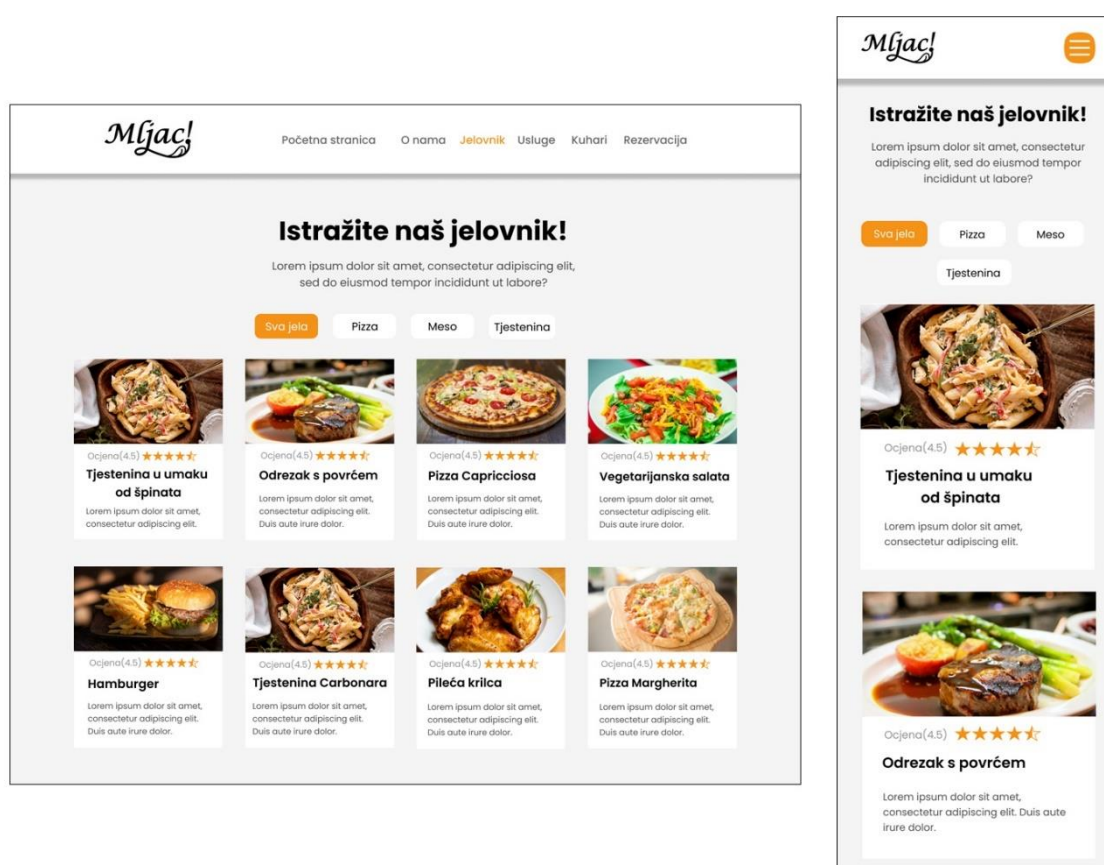 Mljac!
Početna stranica O nama Jelovnik Usluge Kuhari Rezervacija
Istražite naš jelovnik!
Lorem ipsum dolor sit amet, consectetur adipiscing elit,
sed do eiusmod tempor incididunt ut labore?
Sva jela Pizza Meso Tjestenina
Ocjena(4.5)
Tjestenina u umaku
od špinata
Lorem ipsum dolor sit amet,
consectetur adipiscing elit.
Ocjena(4.5)
Odrezak s povrćem
Lorem ipsum dolor sit amet,
consectetur adipiscing elit.
Duis aute irure dolor.
Ocjena(4.5)
Pizza Capricciosa
Lorem ipsum dolor sit amet,
consectetur adipiscing elit.
Duis aute irure dolor.
Ocjena(4.5)
Vegetarijanska salata
Lorem ipsum dolor sit amet,
consectetur adipiscing elit.
Duis aute irure dolor.
Ocjena(4.5)
Hamburger
Lorem ipsum dolor sit amet,
consectetur adipiscing elit.
Duis aute irure dolor.
Ocjena(4.5)
Tjestenina Carbonara
Lorem ipsum dolor sit amet,
consectetur adipiscing elit.
Duis aute irure dolor.
Ocjena(4.5)
Pileća krilca
Lorem ipsum dolor sit amet,
consectetur adipiscing elit.
Duis aute irure dolor.
Ocjena(4.5)
Pizza Margherita
Lorem ipsum dolor sit amet,
consectetur adipiscing elit.
Duis aute irure dolor.
Mljac!
Istražite naš jelovnik!
Lorem ipsum dolor sit amet, consectetur
adipiscing elit, sed do eiusmod tempor
incididunt ut labore?
Sva jela Pizza Meso
Tjestenina
Ocjena(4.5)
Tjestenina u umaku
od špinata
Lorem ipsum dolor sit amet,
consectetur adipiscing elit.
Ocjena(4.5)
Odrezak s povrćem
Lorem ipsum dolor sit amet,
consectetur adipiscing elit. Duis aute
irure dolor.